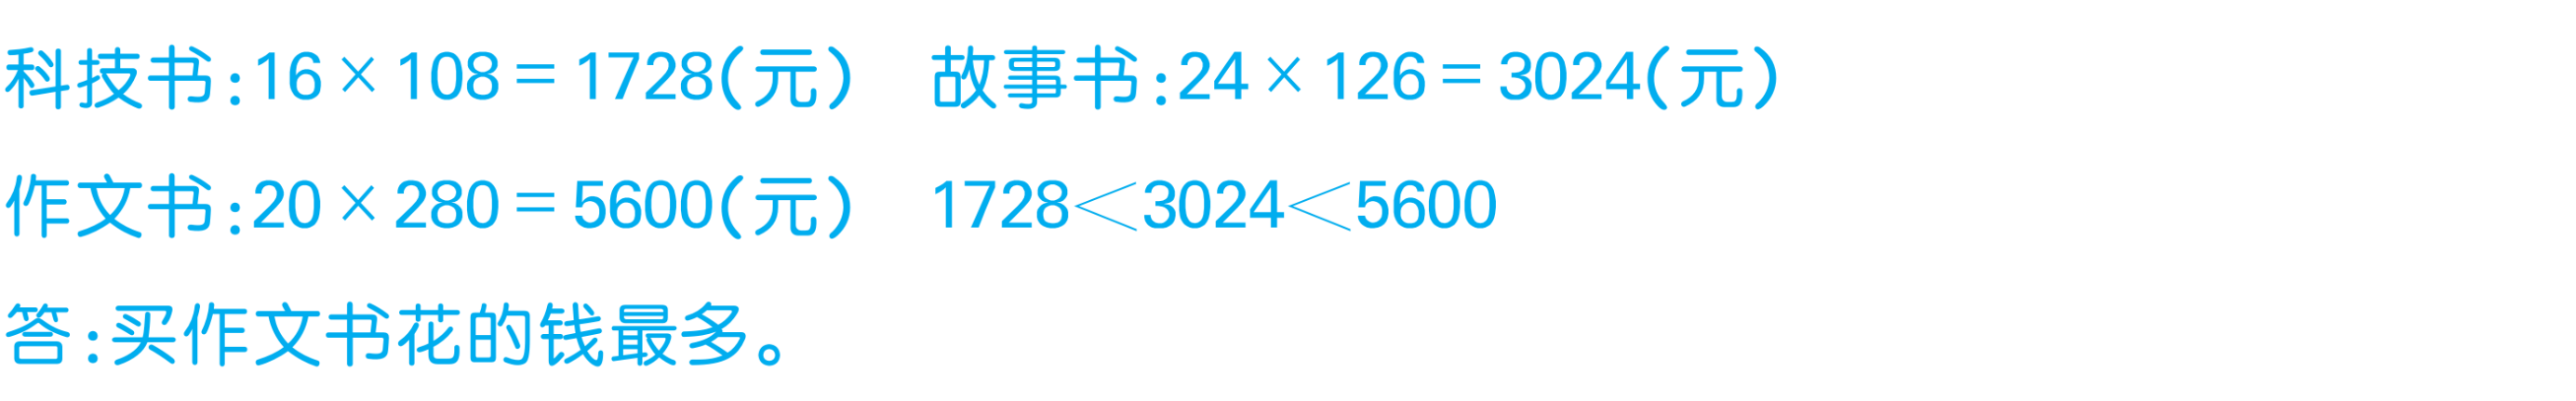 科技书:16×108=1728(元) 故事书:24×126=3024(元)
作文书:20×280=5600(元) 1728<3024<5600
答:买作文书花的钱最多。